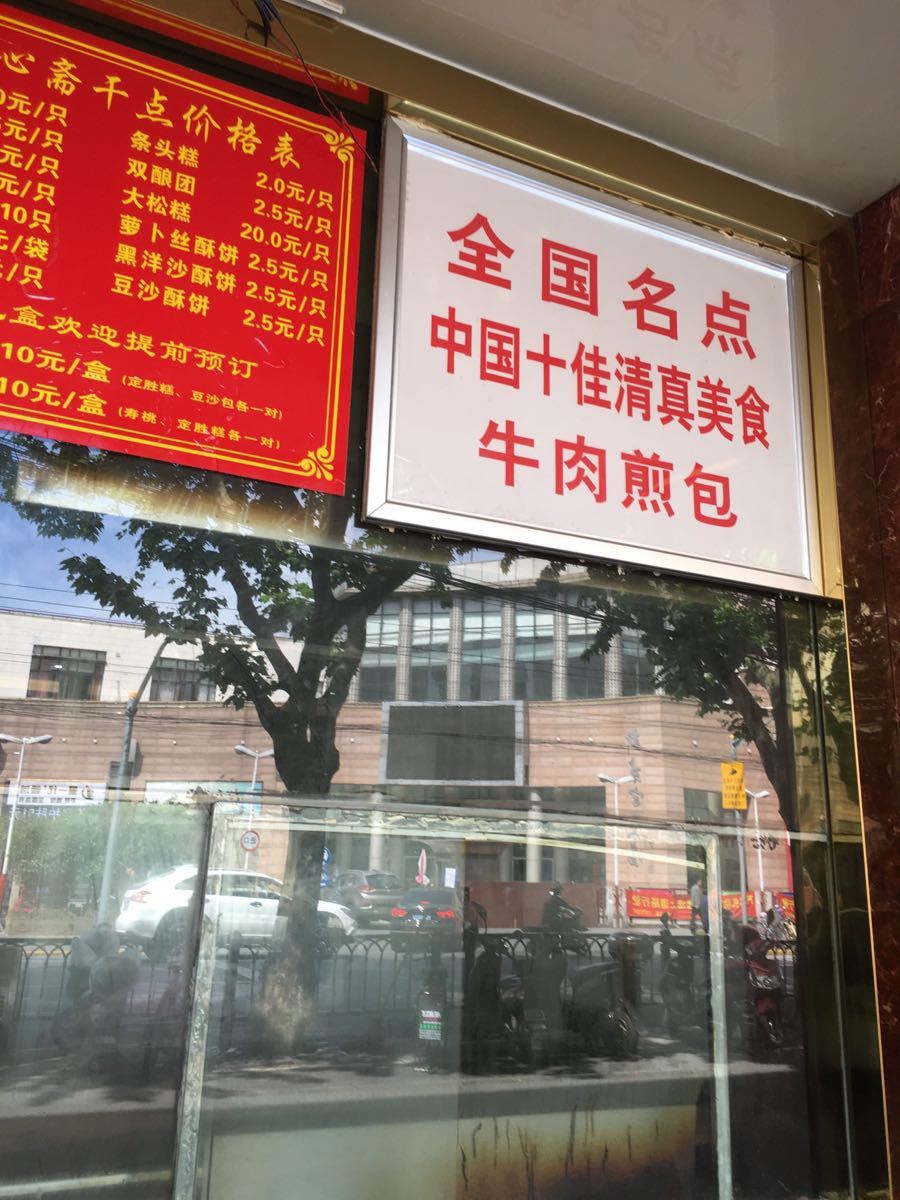 心斋干点价格表
0元/只
元/只
元/只
元/只
10只
元/袋
元/只
条头糕 2.0元/只
双酿团 2.5元/只
大松糕 20.0元/只
萝卜丝酥饼 2.5元/只
黑洋沙酥饼 2.5元/只
豆沙酥饼 2.5元/只
盒欢迎提前预订
10元/盒 (定胜糕、豆沙包各一对)
10元/盒 (寿桃、定胜糕各一对)
全国名点
中国十佳清真美食
牛肉煎包